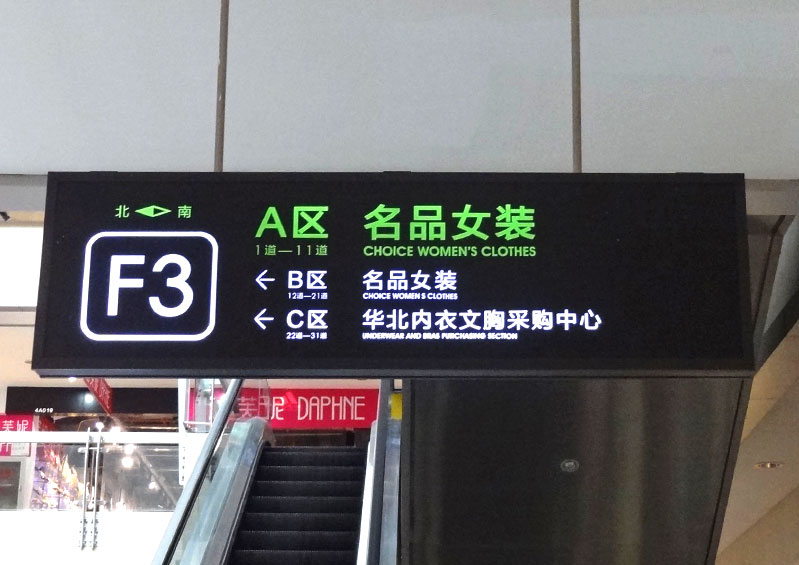 北 南
F3
A区 名品女装
1道—11道 CHOICE WOMEN'S CLOTHES
← B区 名品女装
12道—21道 CHOICE WOMEN S CLOTHES
← C区 华北内衣文胸采购中心
22道—31道 UNDERWEAR AND BRAS PURCHASING SECTION
4A019
芙妮 DAPHNE
芙妮